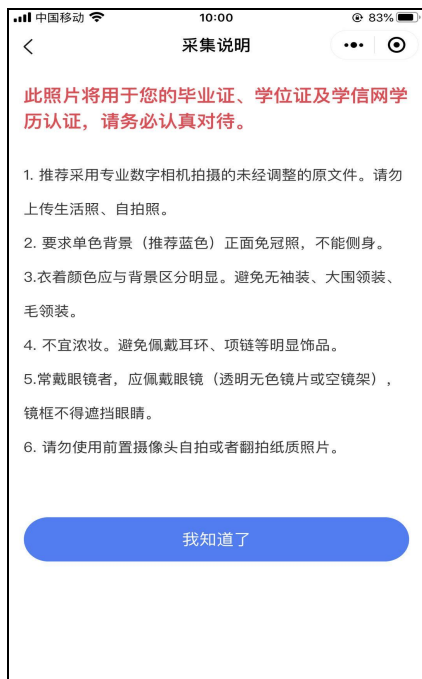 中国移动 10:00 83%
采集说明
此照片将用于您的毕业证、学位证及学信网学
历认证，请务必认真对待。
1. 推荐采用专业数字相机拍摄的未经调整的原文件。请勿
上传生活照、自拍照。
2. 要求单色背景（推荐蓝色）正面免冠照，不能侧身。
3.衣着颜色应与背景区分明显。避免无袖装、大围领装、
毛领装。
4. 不宜浓妆。避免佩戴耳环、项链等明显饰品。
5.常戴眼镜者，应佩戴眼镜（透明无色镜片或空镜架），
镜框不得遮挡眼睛。
6. 请勿使用前置摄像头自拍或者翻拍纸质照片。
我知道了